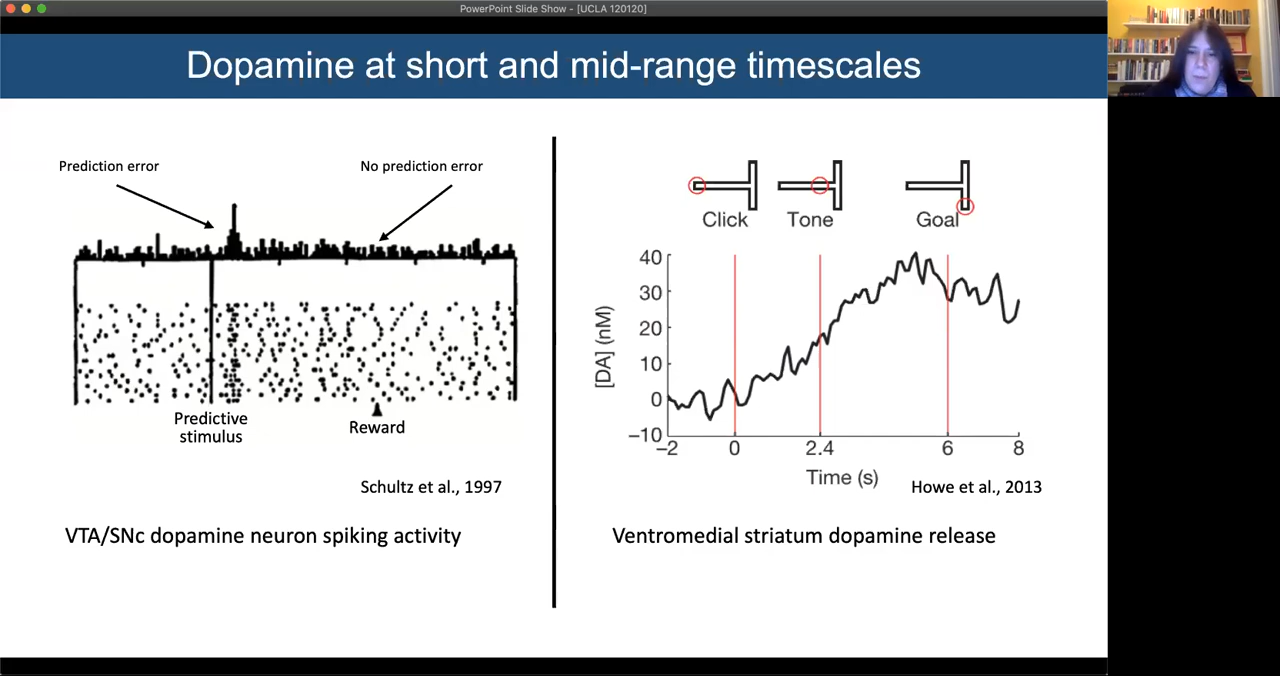 PowerPoint Slide Show - [UCLA 120120]
Dopamine at short and mid-range timescales
Prediction error
No prediction error
Predictive
stimulus
Reward
Schultz et al., 1997
VTA/SNc dopamine neuron spiking activity
Click
Tone
Goal
[DA] (nM)
40
30
20
10
0
−10
−2
0
2.4
6
8
Time (s)
Howe et al., 2013
Ventromedial striatum dopamine release